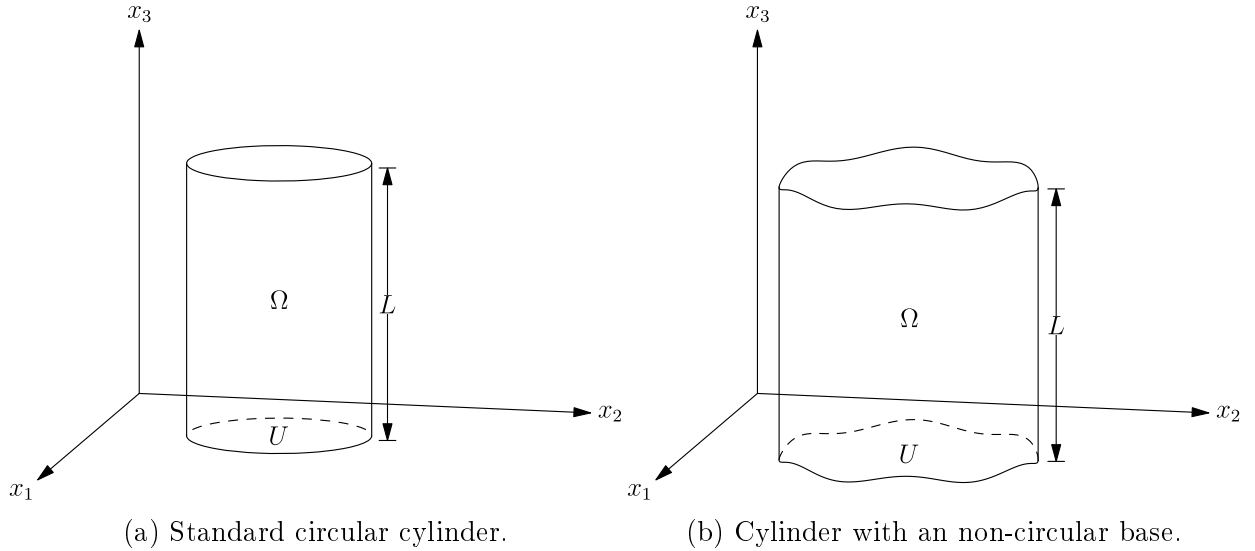 x3
x3
Ω
L
Ω
L
x2
x2
U
U
x1
x1
(a) Standard circular cylinder.
(b) Cylinder with an non-circular base.